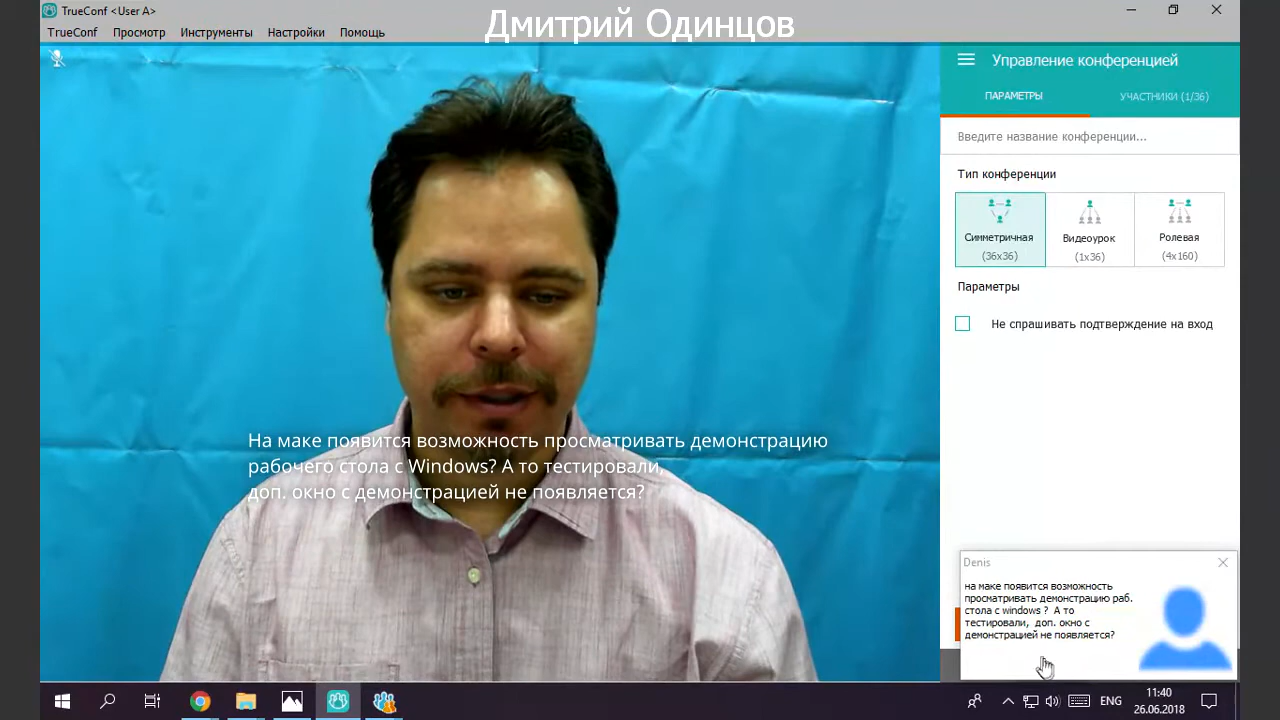 TrueConf <User A>
Дмитрий Одинцов
TrueConf Просмотр Инструменты Настройки Помощь
Управление конференцией
ПАРАМЕТРЫ УЧАСТНИКИ (1/36)
Введите название конференции...
Тип конференции
Симметричная Видеоурок Ролевая
(36x36) (1x36) (4x160)
Параметры
Не спрашивать подтверждение на вход
На маке появится возможность просматривать демонстрацию
рабочего стола с Windows? А то тестировали,
доп. окно с демонстрацией не появляется?
Denis
на маке появится возможность
просматривать демонстрацию раб.
стола с windows ? А то
тестировали, доп. окно с
демонстрацией не появляется?
ENG
11:40
26.06.2018